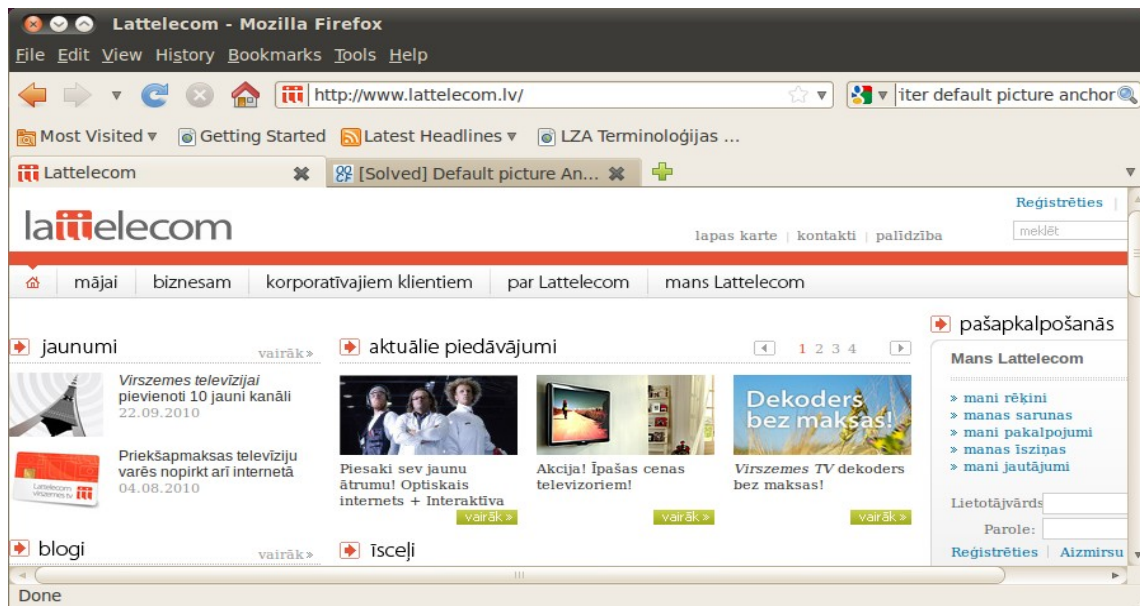 Lattelecom - Mozilla Firefox
File Edit View History Bookmarks Tools Help
http://www.lattelecom.lv/
iter default picture anchor
Most Visited Getting Started Latest Headlines LZA Terminoloģijas ...
Lattelecom [Solved] Default picture An...
Reģistrēties
lattelecom
lapas karte | kontakti | palīdzība
meklēt
mājai biznesam korporatīvajiem klientiem par Lattelecom mans Lattelecom
jaunumi
vairāk»
Virszemes televīzijai
pievienoti 10 jauni kanāli
22.09.2010
Priekšapmaksas televīziju
varēs nopirkt arī internetā
04.08.2010
Lattelecom
virszemes tv
aktuālie piedāvājumi
1 2 3 4
Piesaki sev jaunu
ātrumu! Optiskais
internets + Interaktīva
vairāk »
Akcija! Īpašas cenas
televizoriem!
vairāk »
Dekoders
bez maksas!
Virszemes TV dekoders
bez maksas!
vairāk »
pašapkalpošanās
Mans Lattelecom
» mani rēķini
» manas sarunas
» mani pakalpojumi
» manas īsziņas
» mani jautājumi
Lietotājvārds
Parole:
Reģistrēties | Aizmirsu
blogi
vairāk»
īsceļi
Done